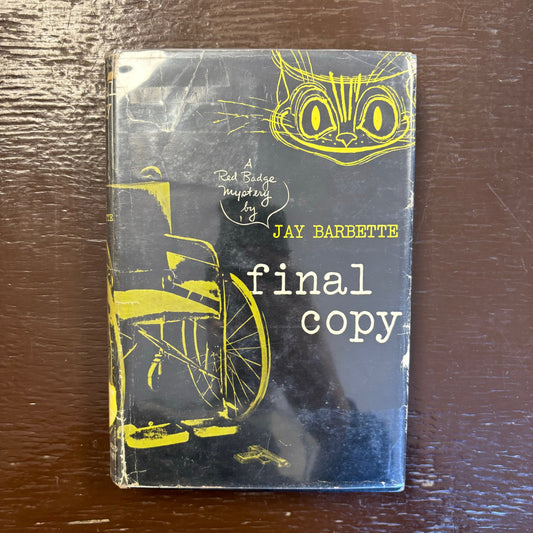 A
Red Badge
Mystery
by
JAY BARBETTE
final
copy